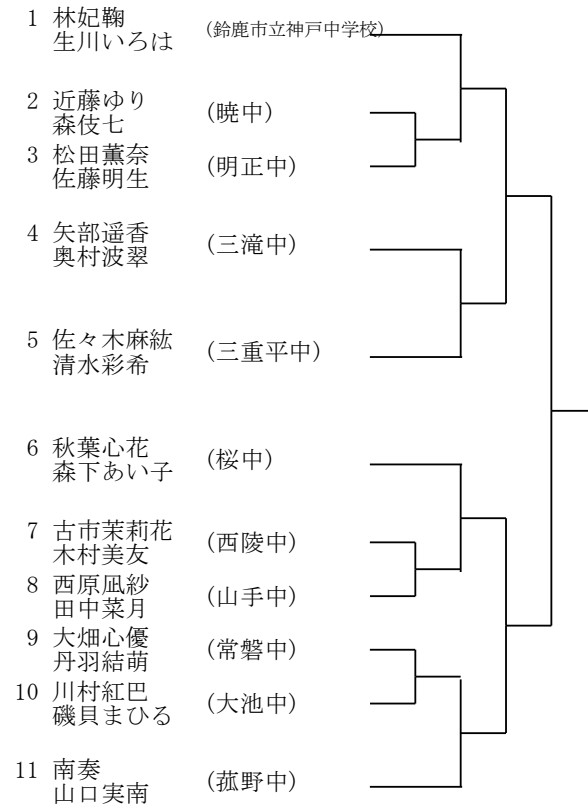 1 林妃鞠
生川いろは
(鈴鹿市立神戸中学校)
2 近藤ゆり
森伎七
(暁中)
3 松田薫奈
佐藤明生
(明正中)
4 矢部遥香
奥村波翠
(三滝中)
5 佐々木麻紘
清水彩希
(三重平中)
6 秋葉心花
森下あい子
(桜中)
7 古市茉莉花
木村美友
(西陵中)
8 西原凪紗
田中菜月
(山手中)
9 大畑心優
丹羽結萌
(常磐中)
10 川村紅巴
磯貝まひる
(大池中)
11 南奏
山口実南
(菰野中)